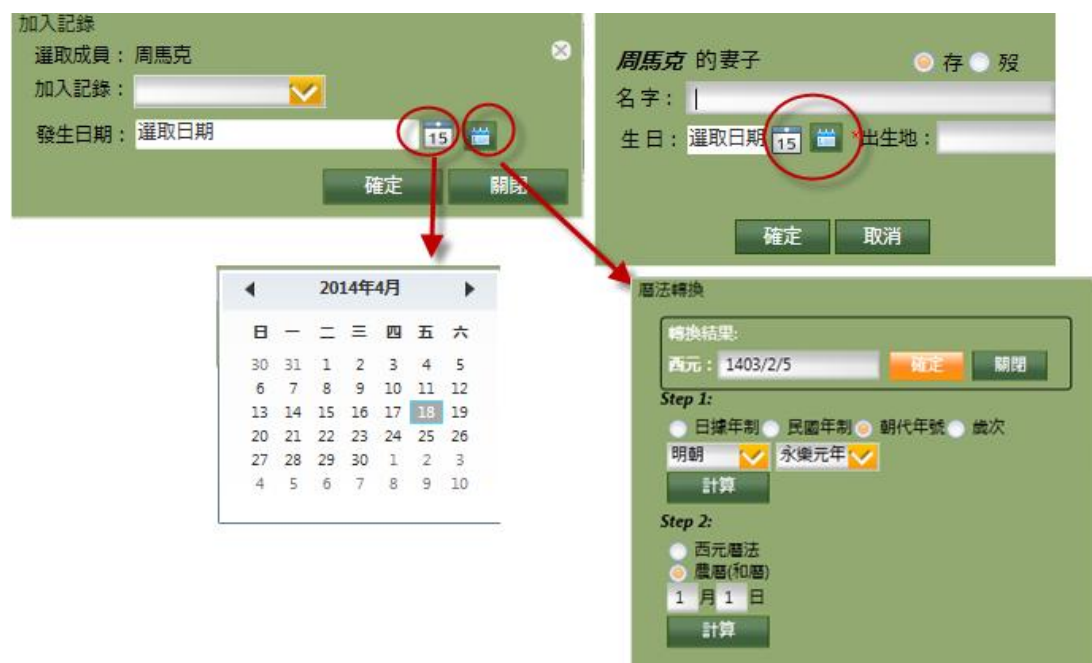 加入記錄
選取成員：周馬克
加入記錄：
發生日期：選取日期 15
確定 關閉
周馬克 的妻子 存 歿
名字：
生日：選取日期 15 *出生地：
確定 取消
2014年4月
日 一 二 三 四 五 六
30 31 1 2 3 4 5
6 7 8 9 10 11 12
13 14 15 16 17 18 19
20 21 22 23 24 25 26
27 28 29 30 1 2 3
4 5 6 7 8 9 10
曆法轉換
轉換結果:
西元：1403/2/5 確定 關閉
Step 1:
日據年制 民國年制 朝代年號 歲次
明朝 永樂元年
計算
Step 2:
西元曆法
農曆(和曆)
1 月 1 日
計算